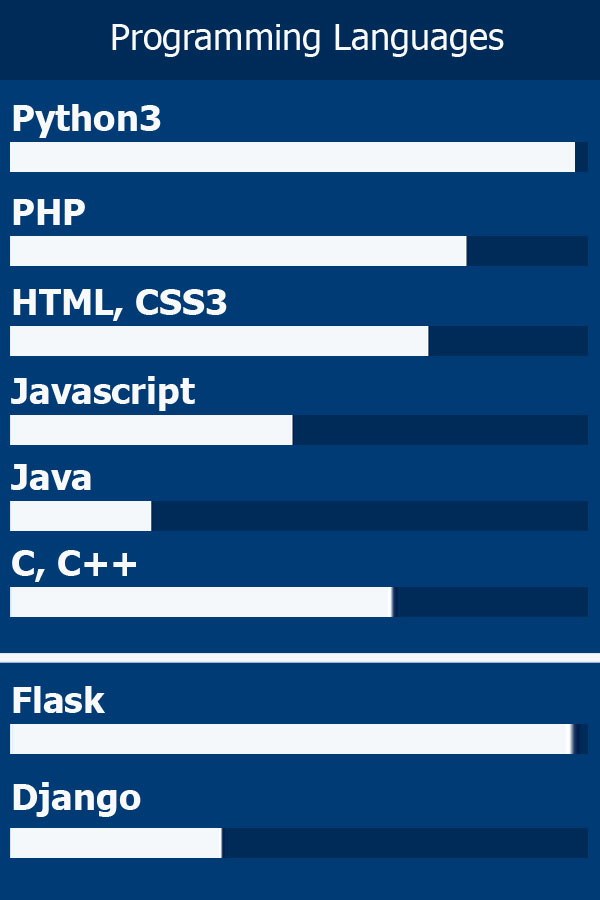 Programming Languages
Python3
PHP
HTML, CSS3
Javascript
Java
C, C++
Flask
Django